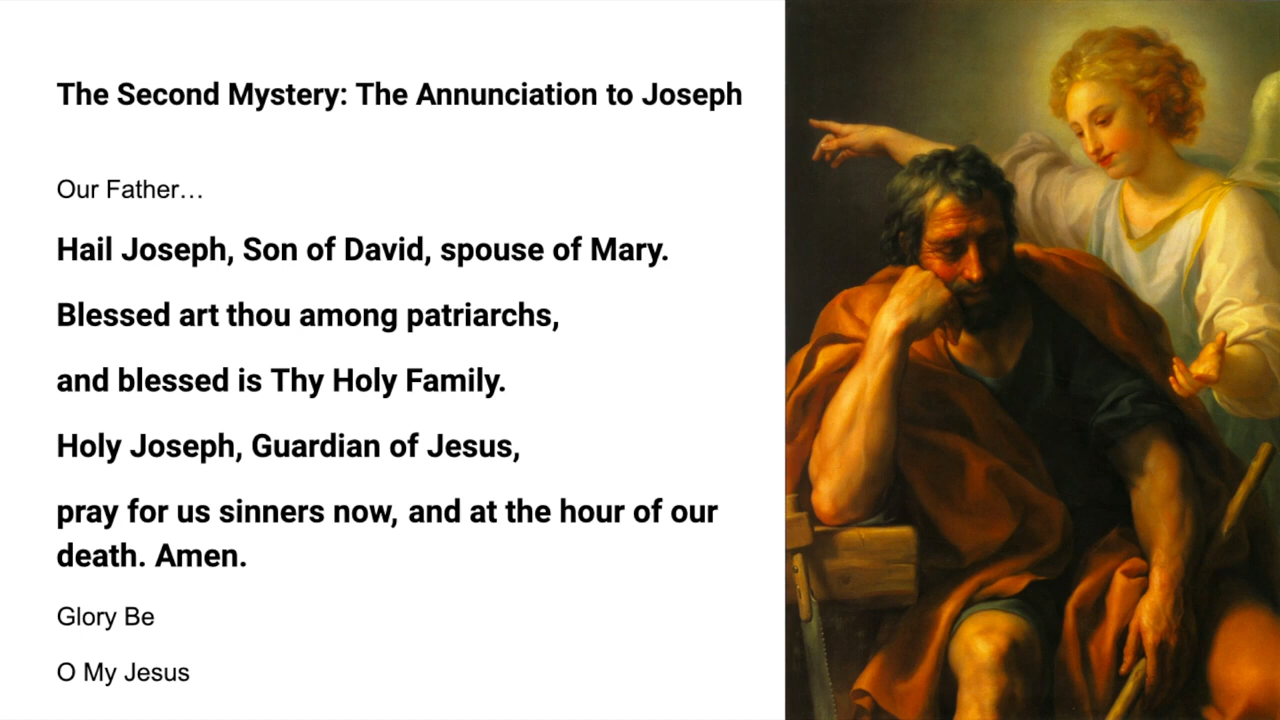 The Second Mystery: The Annunciation to Joseph
Our Father…
Hail Joseph, Son of David, spouse of Mary.
Blessed art thou among patriarchs,
and blessed is Thy Holy Family.
Holy Joseph, Guardian of Jesus,
pray for us sinners now, and at the hour of our
death. Amen.
Glory Be
O My Jesus